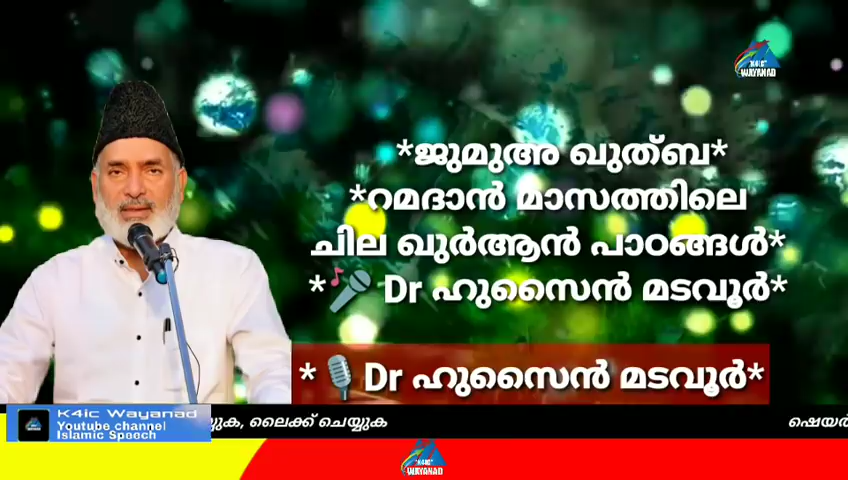 "K4IC"
WAYANAD
*ജുമുഅ ഖുത്ബ*
*റമദാൻ മാസത്തിലെ
ചില ഖുർആൻ പാഠങ്ങൾ*
*🎤 Dr ഹുസൈൻ മടവൂർ*
*🎙️Dr ഹുസൈൻ മടവൂർ*
K4ic Wayanad
Youtube channel
Islamic Speech
ലൈക്ക് ചെയ്യുക
ഷെയർ
"K4IC"
WAYANAD